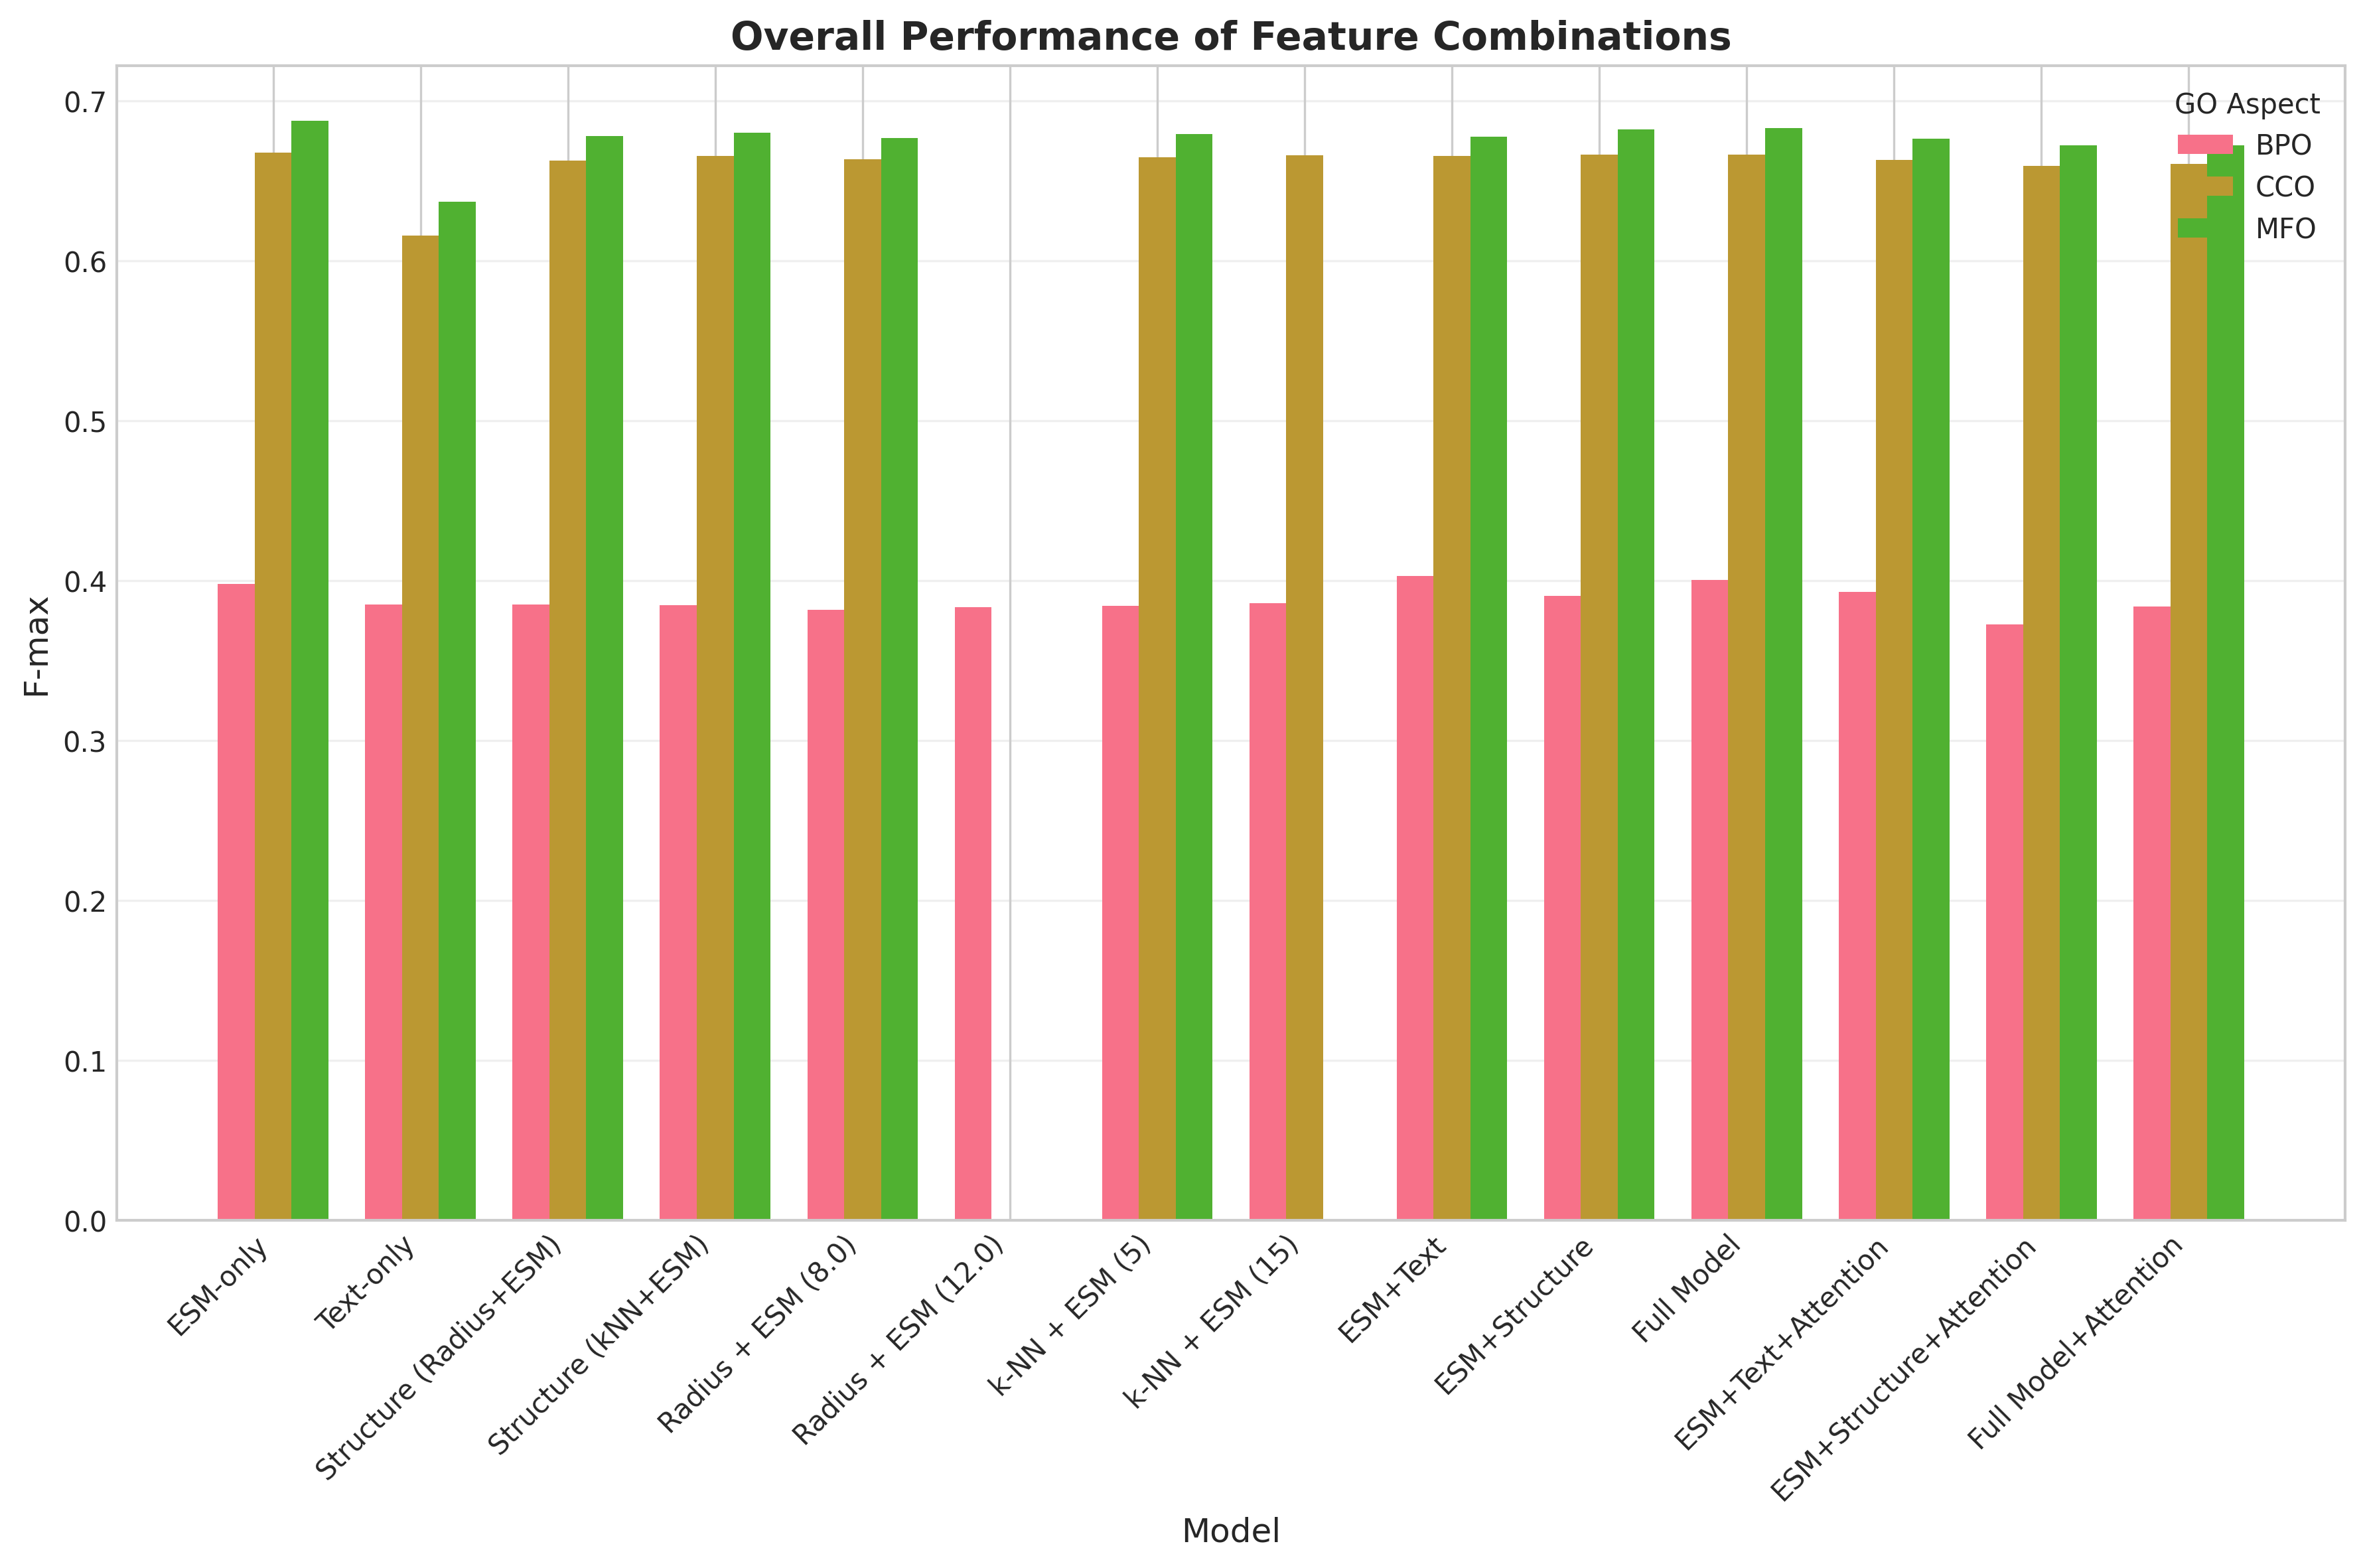 Overall Performance of Feature Combinations
GO Aspect
BPO
CCO
MFO
F-max
0.7
0.6
0.5
0.4
0.3
0.2
0.1
0.0
ESM-only
Text-only
Structure (Radius+ESM)
Structure (kNN+ESM)
Radius + ESM (8.0)
Radius + ESM (12.0)
k-NN + ESM (5)
k-NN + ESM (15)
ESM+Text
ESM+Structure
Full Model
ESM+Text+Attention
ESM+Structure+Attention
Full Model+Attention
Model